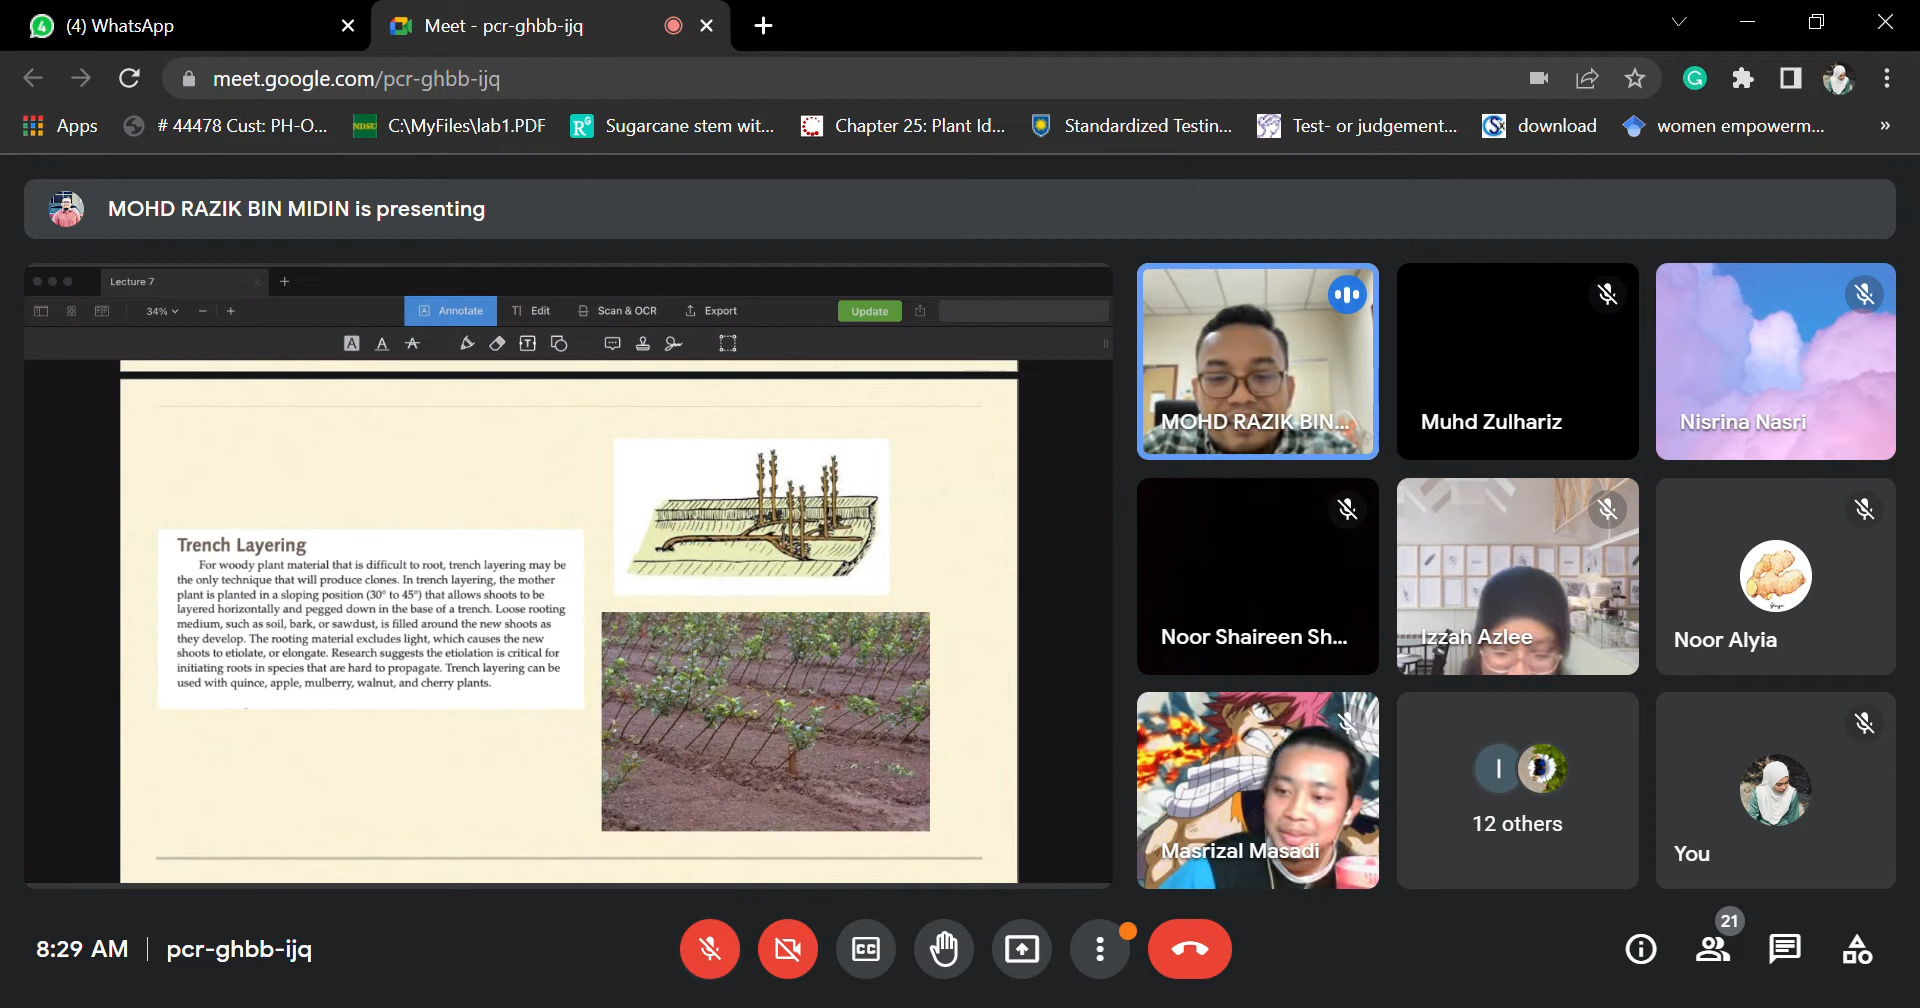 (4) WhatsApp
Meet - pcr-ghbb-ijq
meet.google.com/pcr-ghbb-ijq
Apps
# 44478 Cust: PH-O...
C:\MyFiles\lab1.PDF
Sugarcane stem wit...
Chapter 25: Plant Id...
Standardized Testin...
Test- or judgement...
download
women empowerm...
»
MOHD RAZIK BIN MIDIN is presenting
Lecture 7
34%
Annotate
Edit
Scan & OCR
Export
Update
Trench Layering
For woody plant material that is difficult to root, trench layering may be
the only technique that will produce clones. In trench layering, the mother
plant is planted in a sloping position (30° to 45°) that allows shoots to be
layered horizontally and pegged down in the base of a trench. Loose rooting
medium, such as soil, bark, or sawdust, is filled around the new shoots as
they develop. The rooting material excludes light, which causes the new
shoots to etiolate, or elongate. Research suggests the etiolation is critical for
initiating roots in species that are hard to propagate. Trench layering can be
used with quince, apple, mulberry, walnut, and cherry plants.
MOHD RAZIK BIN...
Muhd Zulhariz
Nisrina Nasri
Noor Shaireen Sh...
Izzah Azlee
Noor Alyia
Masrizal Masadi
I
12 others
You
8:29 AM
pcr-ghbb-ijq
CC
21